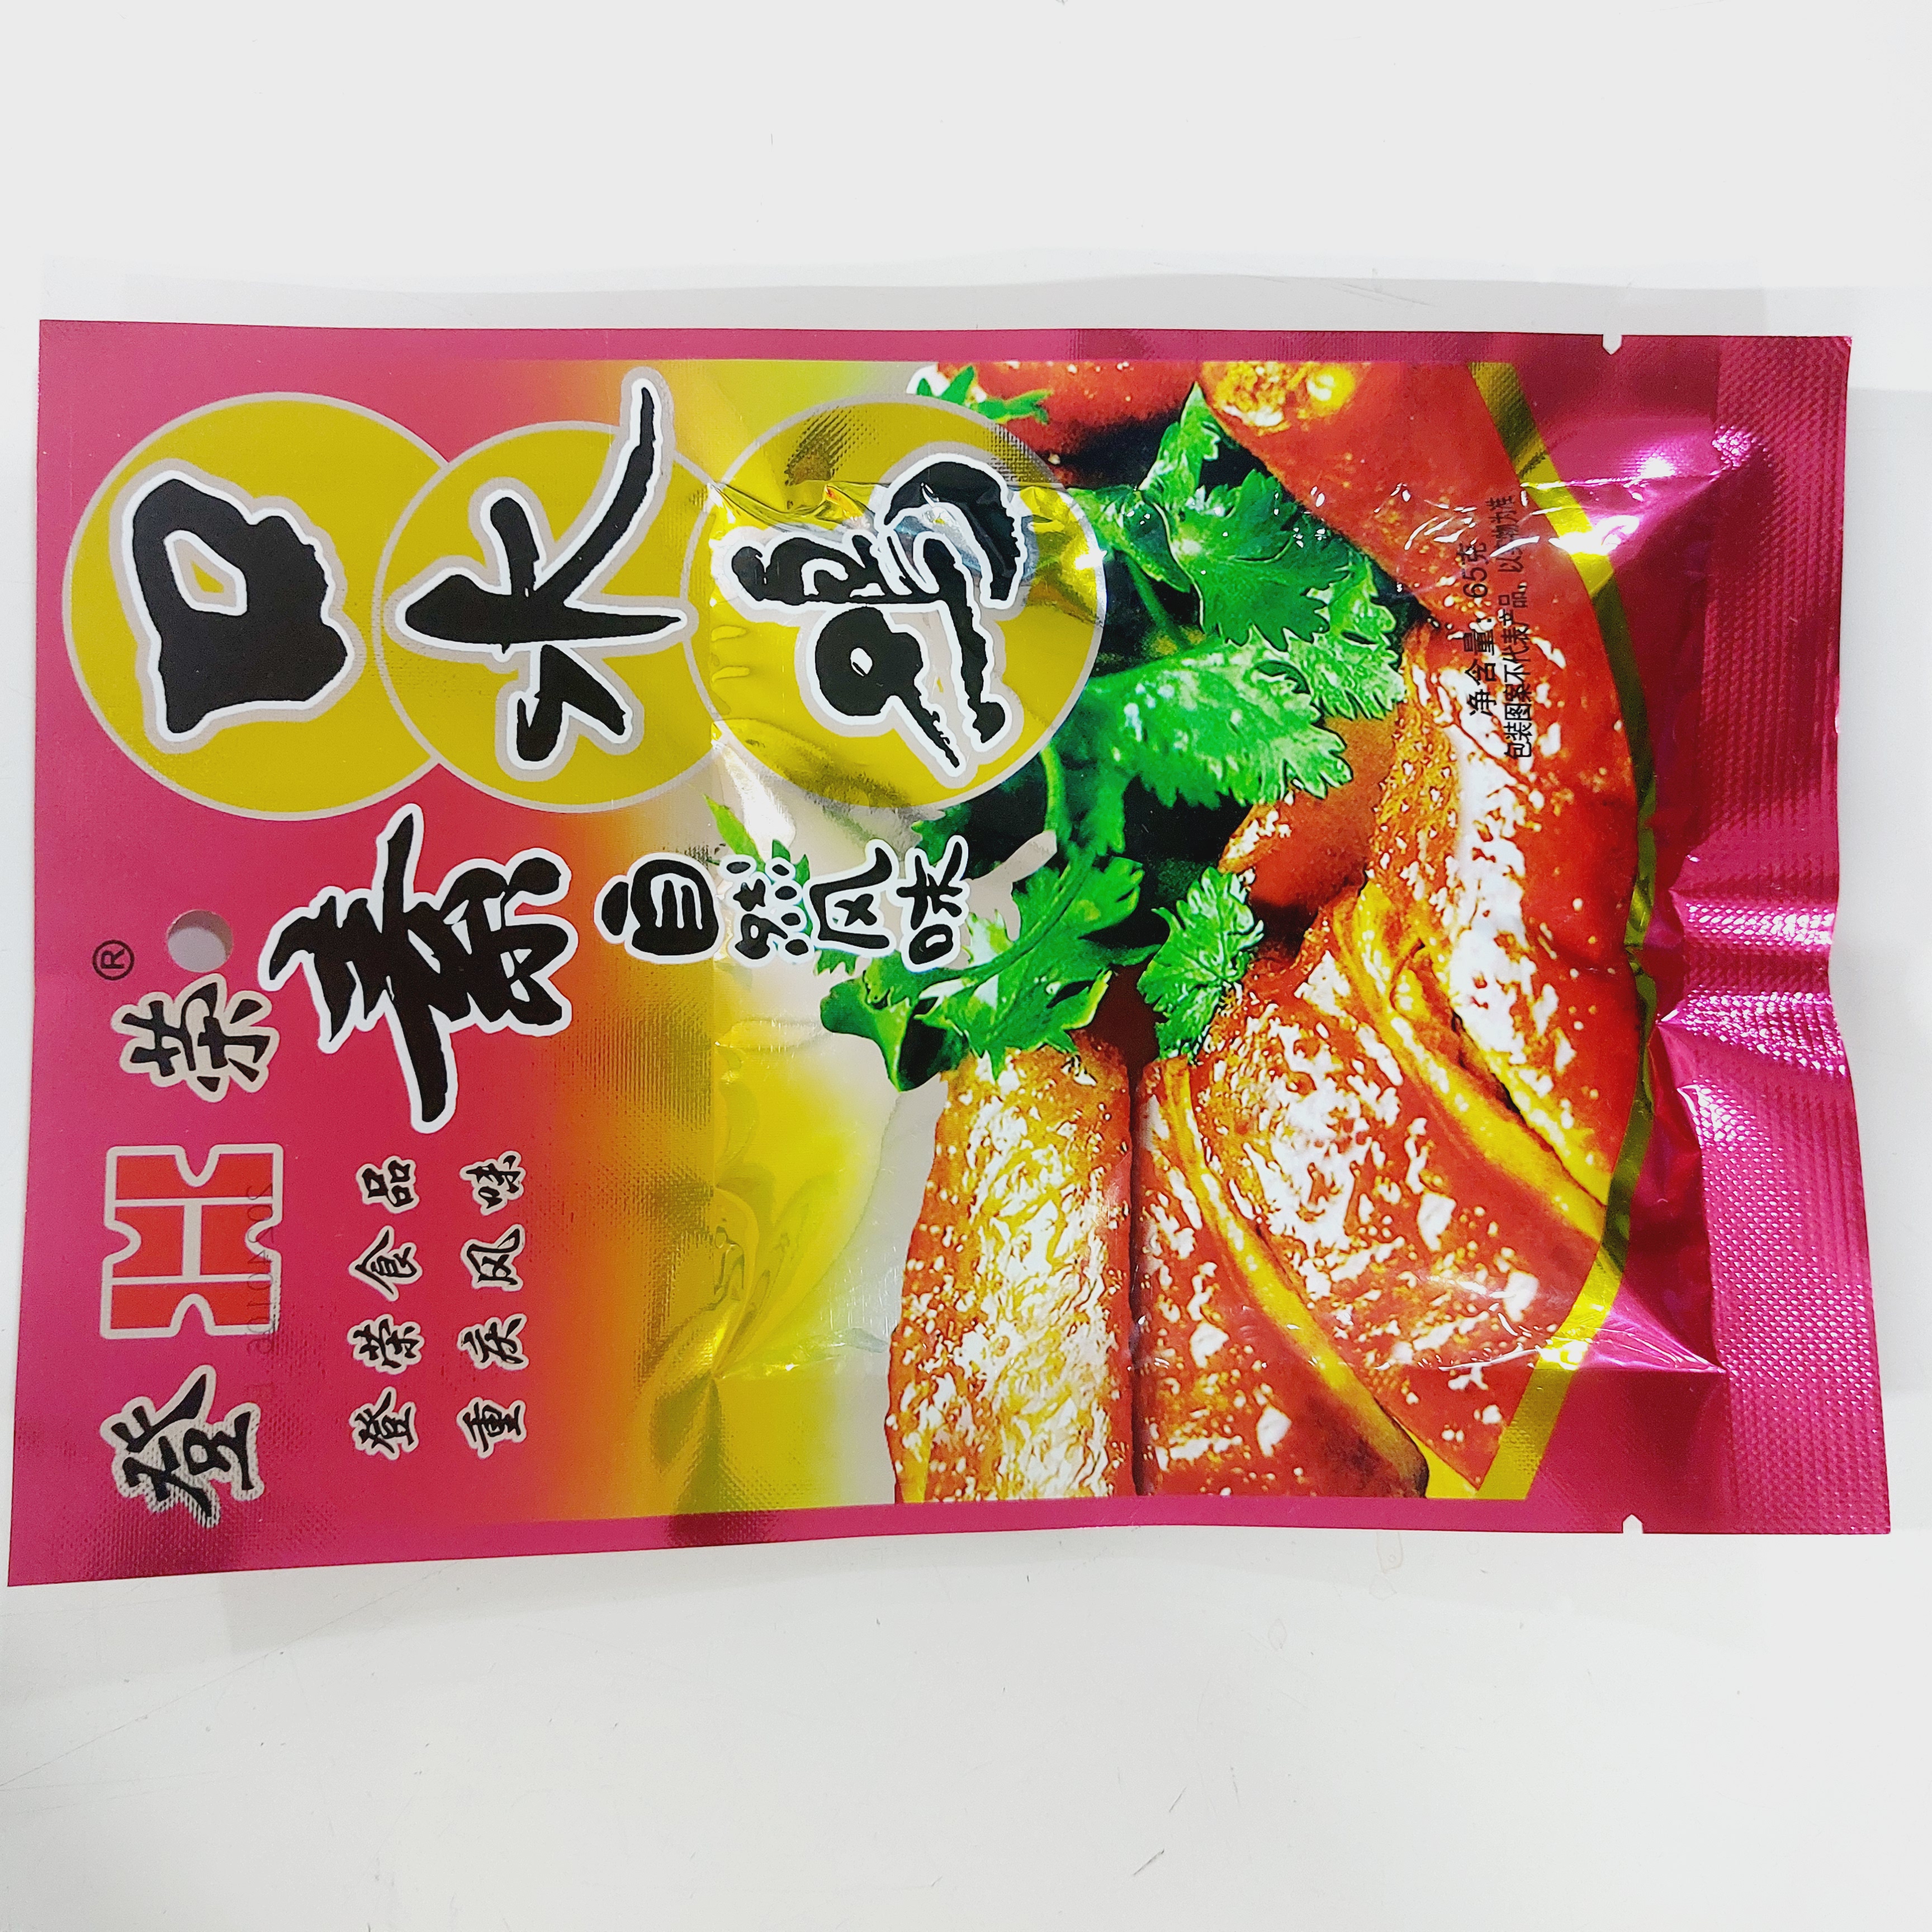 登荣®
登荣食品
重庆风味
素
口水鸡
自然风味
净含量：65克
包装图案不代表产品，以实物为准